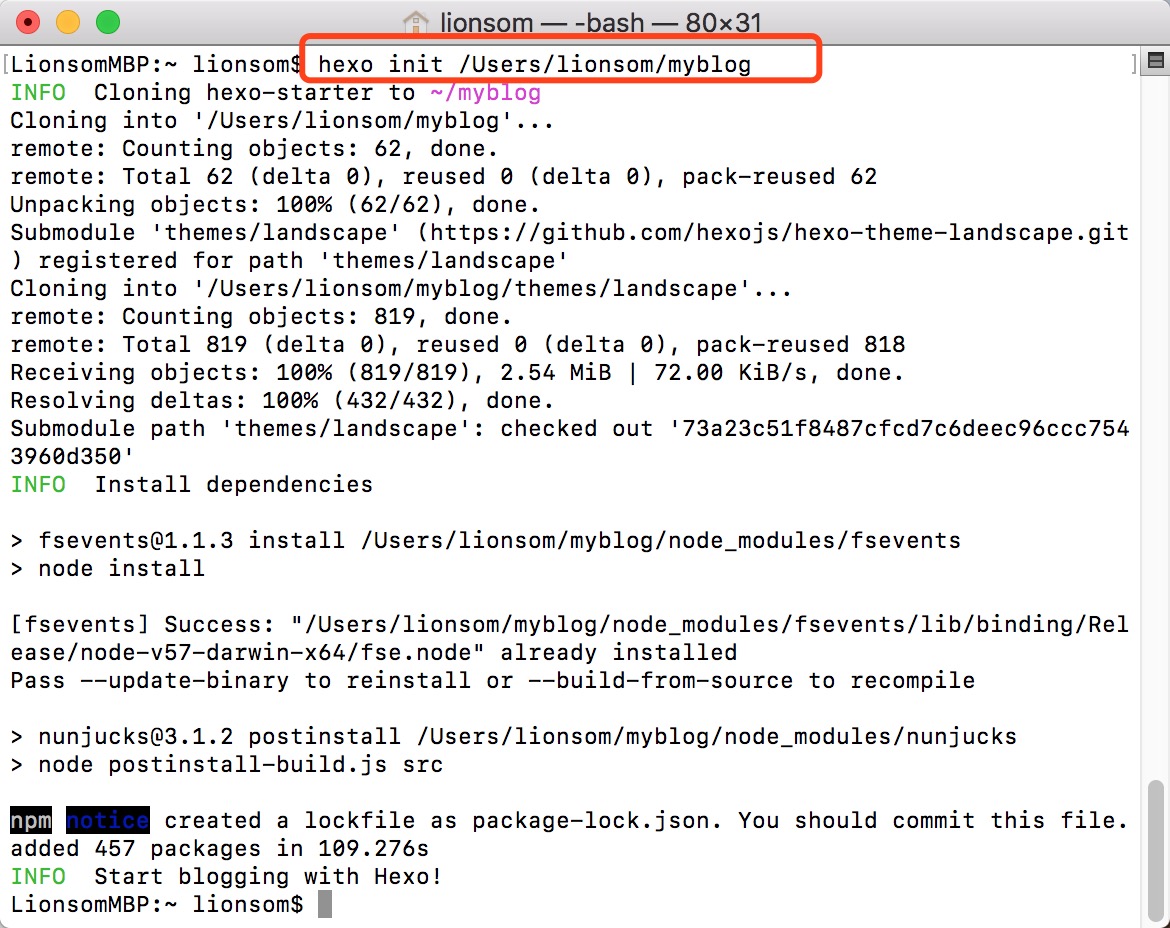 lionsom — -bash — 80×31
[LionsomMBP:~ lionsom$ hexo init /Users/lionsom/myblog ]
INFO  Cloning hexo-starter to ~/myblog
Cloning into '/Users/lionsom/myblog'...
remote: Counting objects: 62, done.
remote: Total 62 (delta 0), reused 0 (delta 0), pack-reused 62
Unpacking objects: 100% (62/62), done.
Submodule 'themes/landscape' (https://github.com/hexojs/hexo-theme-landscape.git
) registered for path 'themes/landscape'
Cloning into '/Users/lionsom/myblog/themes/landscape'...
remote: Counting objects: 819, done.
remote: Total 819 (delta 0), reused 0 (delta 0), pack-reused 818
Receiving objects: 100% (819/819), 2.54 MiB | 72.00 KiB/s, done.
Resolving deltas: 100% (432/432), done.
Submodule path 'themes/landscape': checked out '73a23c51f8487cfcd7c6deec96ccc754
3960d350'
INFO  Install dependencies
> fsevents@1.1.3 install /Users/lionsom/myblog/node_modules/fsevents
> node install
[fsevents] Success: "/Users/lionsom/myblog/node_modules/fsevents/lib/binding/Rel
ease/node-v57-darwin-x64/fse.node" already installed
Pass --update-binary to reinstall or --build-from-source to recompile
> nunjucks@3.1.2 postinstall /Users/lionsom/myblog/node_modules/nunjucks
> node postinstall-build.js src
npm notice created a lockfile as package-lock.json. You should commit this file.
added 457 packages in 109.276s
INFO  Start blogging with Hexo!
LionsomMBP:~ lionsom$